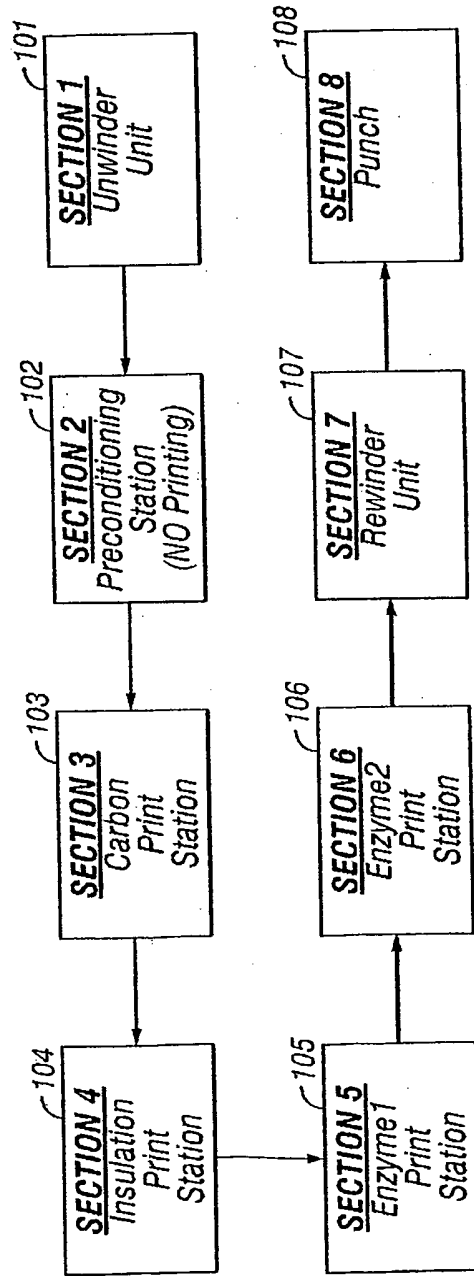 101
SECTION 1
Unwinder
Unit
102
SECTION 2
Preconditioning
Station
(NO Printing)
103
SECTION 3
Carbon
Print
Station
104
SECTION 4
Insulation
Print
Station
105
SECTION 5
Enzyme1
Print
Station
106
SECTION 6
Enzyme2
Print
Station
107
SECTION 7
Rewinder
Unit
108
SECTION 8
Punch